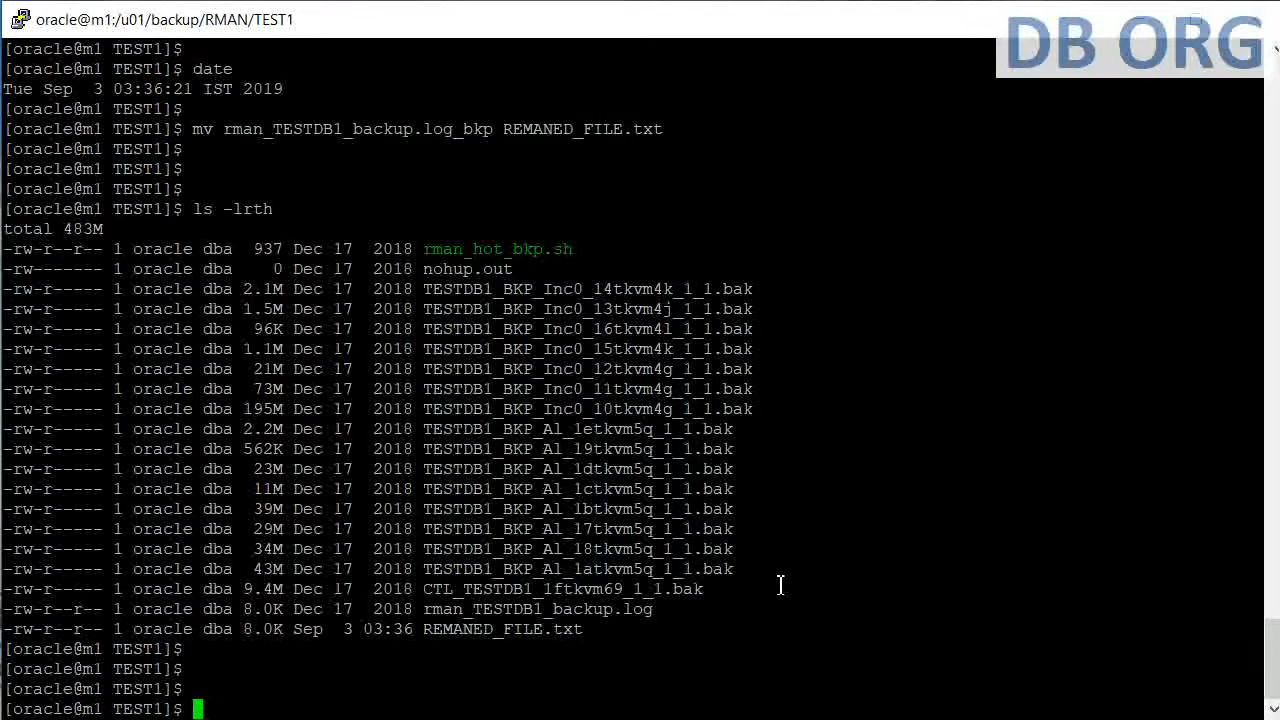 oracle@m1:/u01/backup/RMAN/TEST1
DB ORG
[oracle@m1 TEST1]$
[oracle@m1 TEST1]$ date
Tue Sep  3 03:36:21 IST 2019
[oracle@m1 TEST1]$
[oracle@m1 TEST1]$ mv rman_TESTDB1_backup.log_bkp REMANED_FILE.txt
[oracle@m1 TEST1]$
[oracle@m1 TEST1]$
[oracle@m1 TEST1]$
[oracle@m1 TEST1]$ ls -lrth
total 483M
-rw-r--r-- 1 oracle dba  937 Dec 17  2018 rman_hot_bkp.sh
-rw------- 1 oracle dba    0 Dec 17  2018 nohup.out
-rw-r----- 1 oracle dba 2.1M Dec 17  2018 TESTDB1_BKP_Inc0_14tkvm4k_1_1.bak
-rw-r----- 1 oracle dba 1.5M Dec 17  2018 TESTDB1_BKP_Inc0_13tkvm4j_1_1.bak
-rw-r----- 1 oracle dba  96K Dec 17  2018 TESTDB1_BKP_Inc0_16tkvm4l_1_1.bak
-rw-r----- 1 oracle dba 1.1M Dec 17  2018 TESTDB1_BKP_Inc0_15tkvm4k_1_1.bak
-rw-r----- 1 oracle dba  21M Dec 17  2018 TESTDB1_BKP_Inc0_12tkvm4g_1_1.bak
-rw-r----- 1 oracle dba  73M Dec 17  2018 TESTDB1_BKP_Inc0_11tkvm4g_1_1.bak
-rw-r----- 1 oracle dba 195M Dec 17  2018 TESTDB1_BKP_Inc0_10tkvm4g_1_1.bak
-rw-r----- 1 oracle dba 2.2M Dec 17  2018 TESTDB1_BKP_Al_1etkvm5q_1_1.bak
-rw-r----- 1 oracle dba 562K Dec 17  2018 TESTDB1_BKP_Al_19tkvm5q_1_1.bak
-rw-r----- 1 oracle dba  23M Dec 17  2018 TESTDB1_BKP_Al_1dtkvm5q_1_1.bak
-rw-r----- 1 oracle dba  11M Dec 17  2018 TESTDB1_BKP_Al_1ctkvm5q_1_1.bak
-rw-r----- 1 oracle dba  39M Dec 17  2018 TESTDB1_BKP_Al_1btkvm5q_1_1.bak
-rw-r----- 1 oracle dba  29M Dec 17  2018 TESTDB1_BKP_Al_17tkvm5q_1_1.bak
-rw-r----- 1 oracle dba  34M Dec 17  2018 TESTDB1_BKP_Al_18tkvm5q_1_1.bak
-rw-r----- 1 oracle dba  43M Dec 17  2018 TESTDB1_BKP_Al_1atkvm5q_1_1.bak
-rw-r----- 1 oracle dba 9.4M Dec 17  2018 CTL_TESTDB1_1ftkvm69_1_1.bak
-rw-r--r-- 1 oracle dba 8.0K Dec 17  2018 rman_TESTDB1_backup.log
-rw-r--r-- 1 oracle dba 8.0K Sep  3 03:36 REMANED_FILE.txt
[oracle@m1 TEST1]$
[oracle@m1 TEST1]$
[oracle@m1 TEST1]$
[oracle@m1 TEST1]$